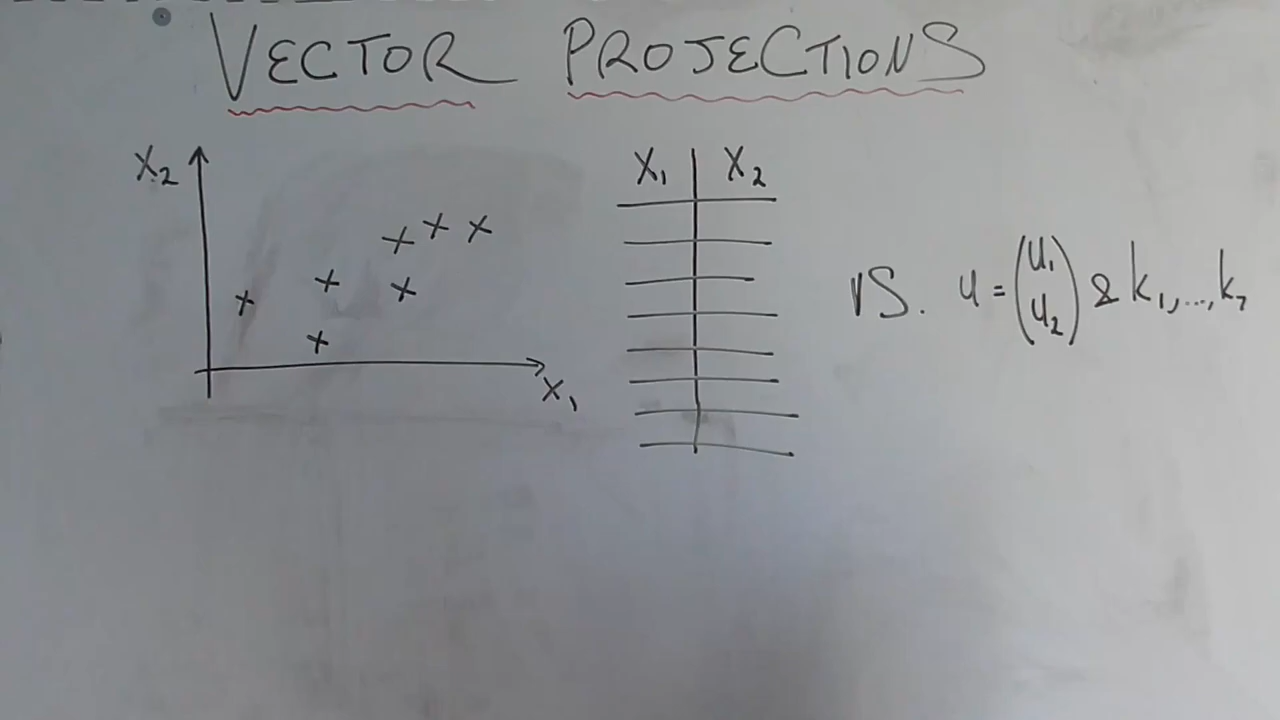 VECTOR PROJECTIONS
X₂
X₁
X₁ X₂
VS. u = (u₁ u₂) & k₁,...,k₇